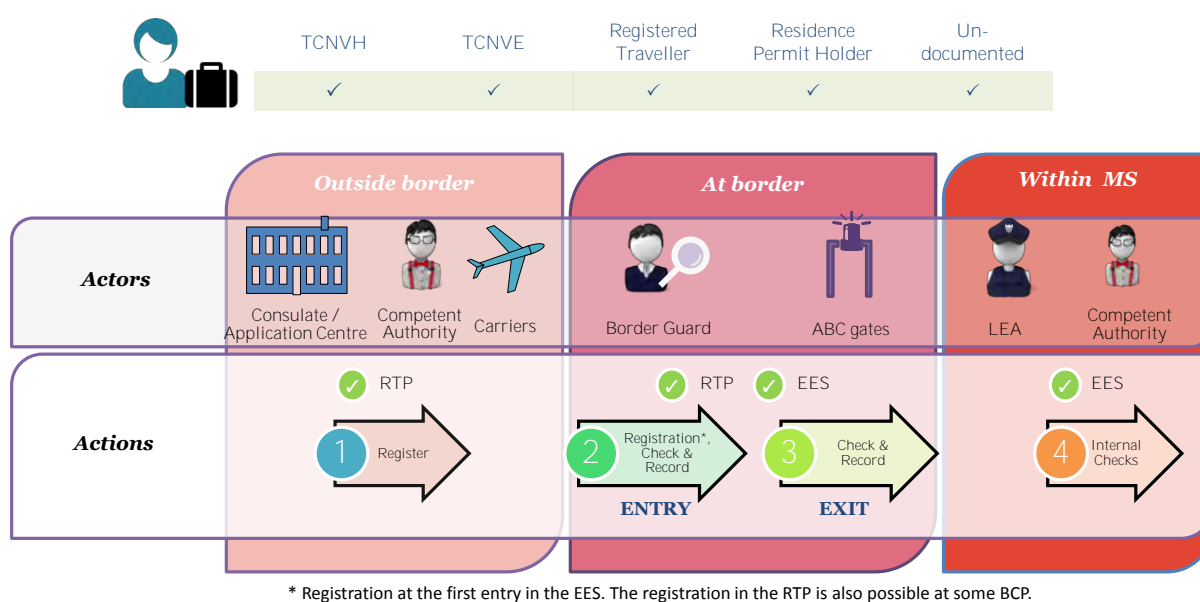 TCNVH
TCNVE
Registered
Traveller
Residence
Permit Holder
Un-
documented
Outside border
At border
Within MS
Actors
Consulate /
Application Centre
Competent
Authority
Carriers
Border Guard
ABC gates
LEA
Competent
Authority
Actions
RTP
RTP
EES
EES
1
Register
2
Registration*,
Check &
Record
3
Check &
Record
4
Internal
Checks
ENTRY
EXIT
* Registration at the first entry in the EES. The registration in the RTP is also possible at some BCP.